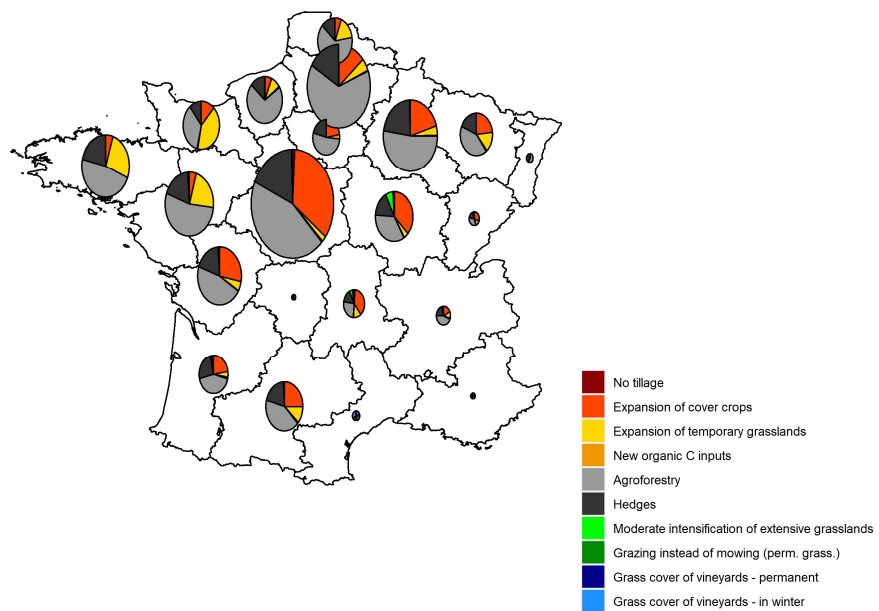 No tillage
Expansion of cover crops
Expansion of temporary grasslands
New organic C inputs
Agroforestry
Hedges
Moderate intensification of extensive grasslands
Grazing instead of mowing (perm. grass.)
Grass cover of vineyards - permanent
Grass cover of vineyards - in winter